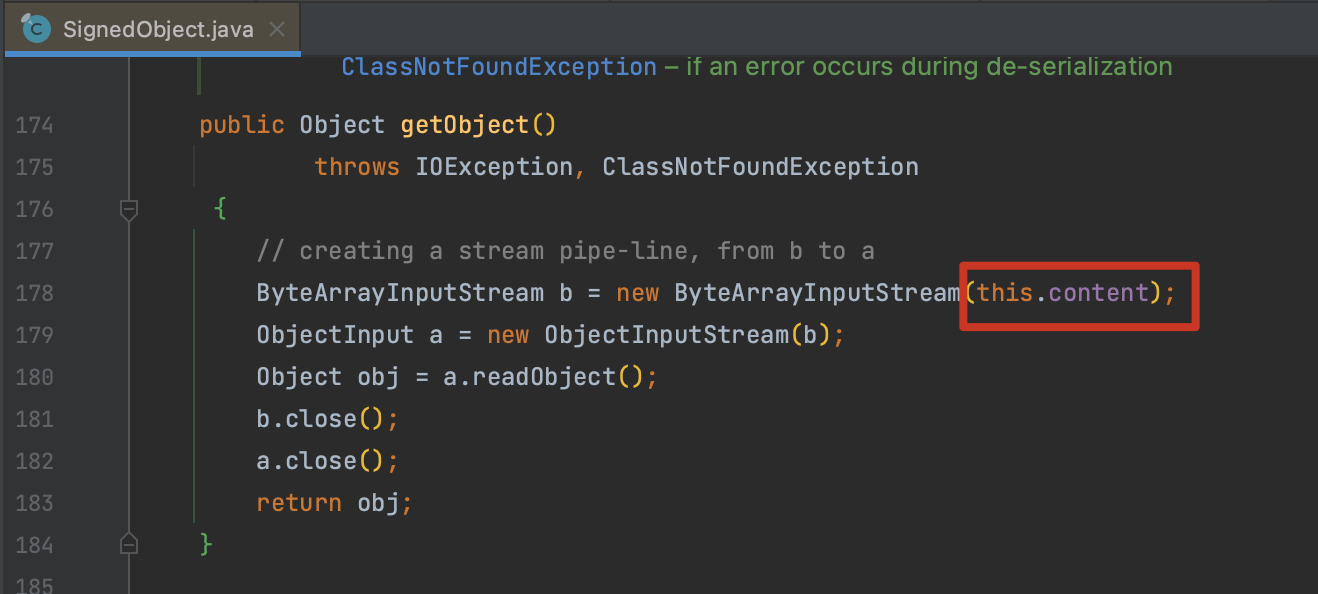 SignedObject.java
ClassNotFoundException – if an error occurs during de-serialization
174 public Object getObject()
175 throws IOException, ClassNotFoundException
176 {
177 // creating a stream pipe-line, from b to a
178 ByteArrayInputStream b = new ByteArrayInputStream(this.content);
179 ObjectInput a = new ObjectInputStream(b);
180 Object obj = a.readObject();
181 b.close();
182 a.close();
183 return obj;
184 }
185